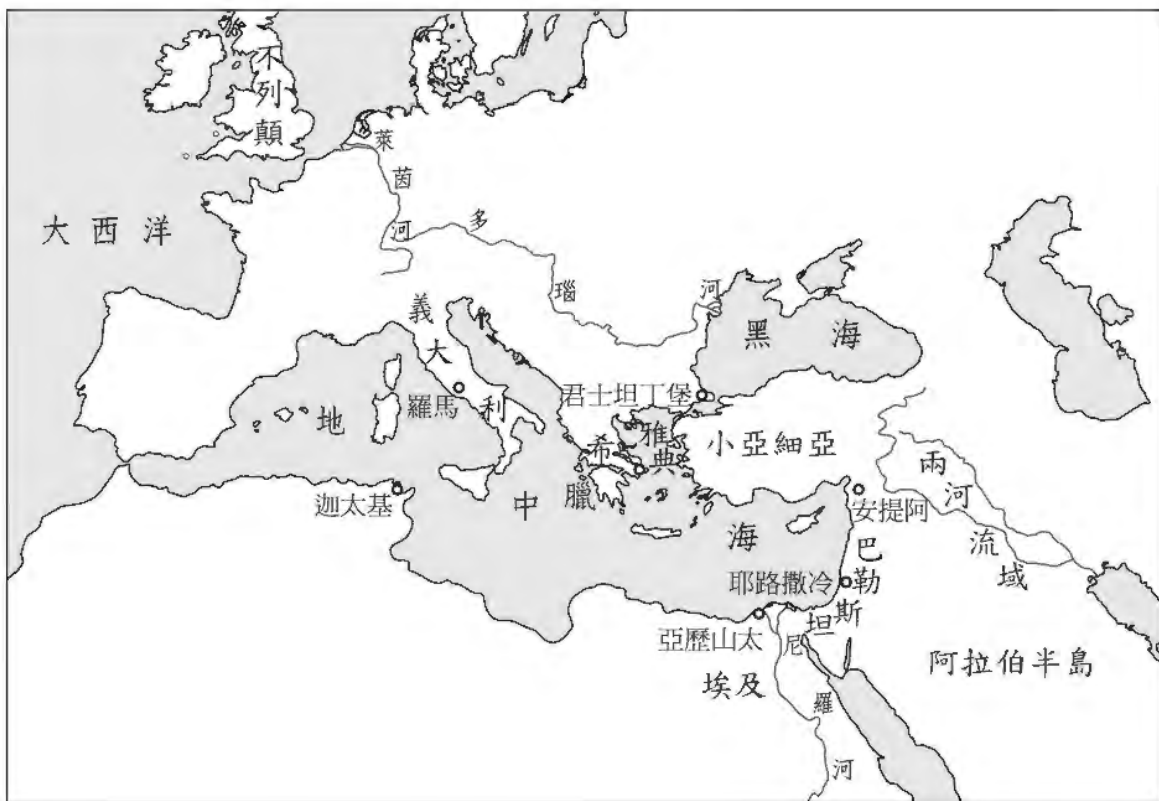 不列顛
萊茵河
大西洋
多瑙河
義大利
黑海
羅馬
君士坦丁堡
地中海
希臘
雅典
小亞細亞
兩河流域
迦太基
安提阿
巴勒斯坦
耶路撒冷
亞歷山太
尼羅河
埃及
阿拉伯半島